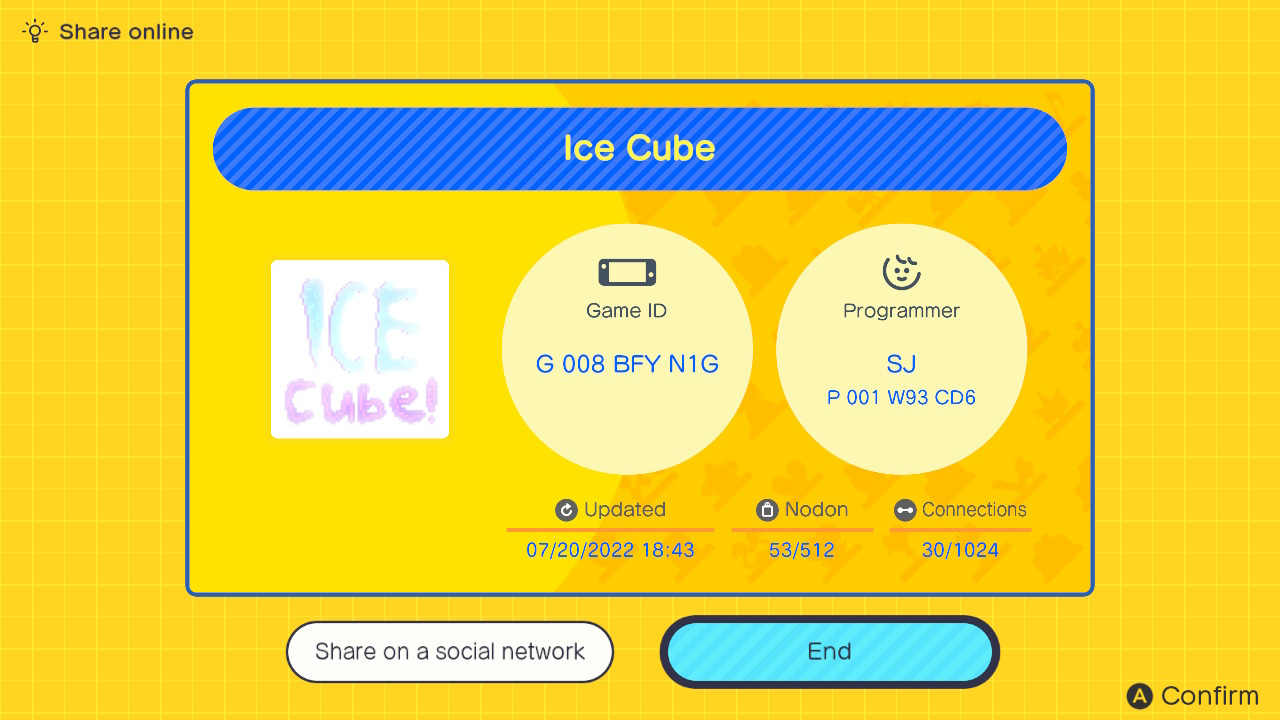 Share online
Ice Cube
ICE
Cube!
Game ID
G 008 BFY N1G
Programmer
SJ
P 001 W93 CD6
Updated
07/20/2022 18:43
Nodon
53/512
Connections
30/1024
Share on a social network
End
A Confirm